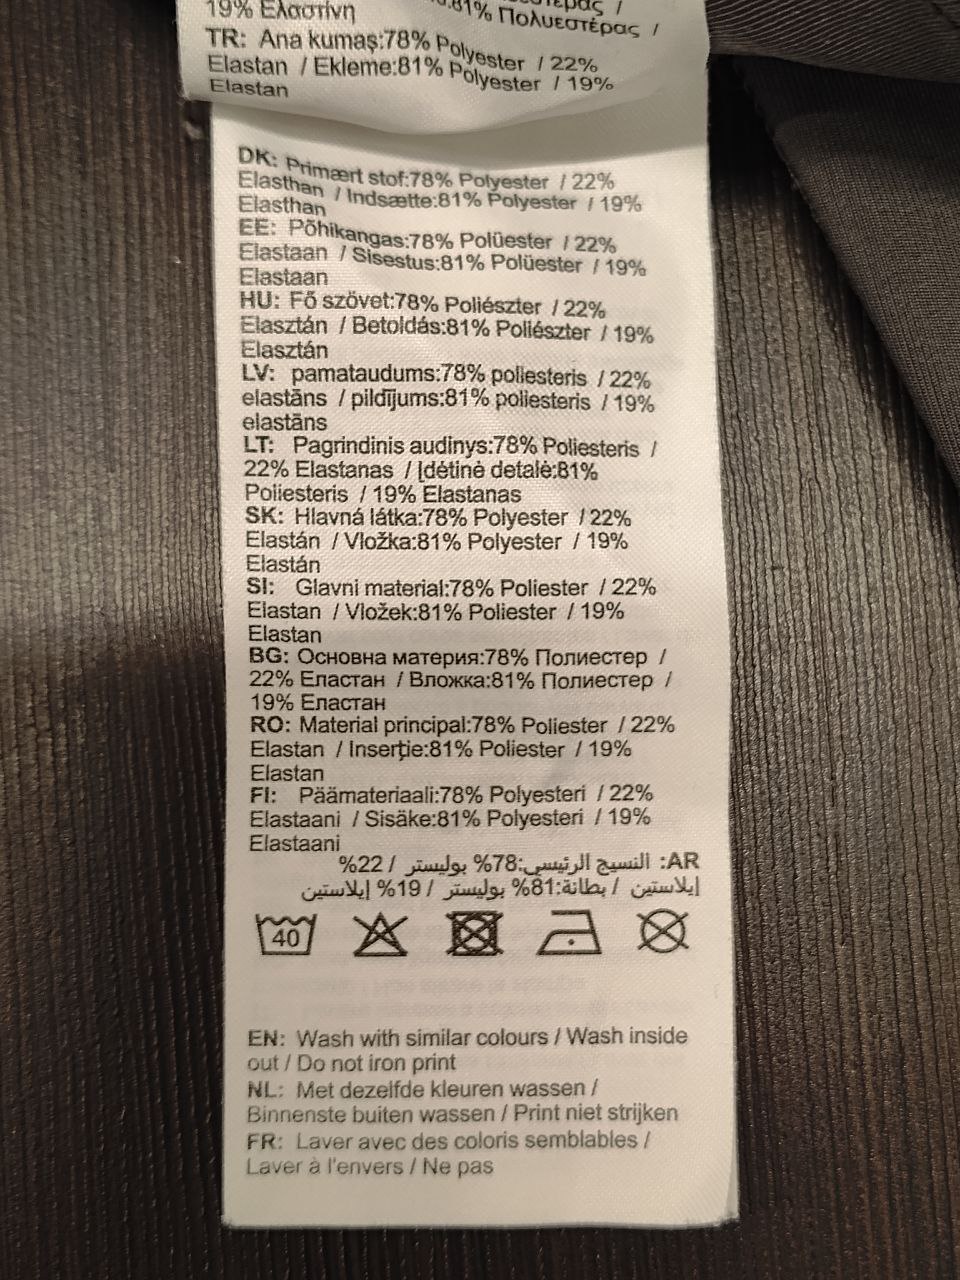 19% Ελαστίνη
81% Πολυεστέρας /
TR: Ana kumaş:78% Polyester / 22%
Elastan / Ekleme:81% Polyester / 19%
Elastan
DK: Primært stof:78% Polyester / 22%
Elasthan / Indsætte:81% Polyester / 19%
Elasthan
EE: Põhikangas:78% Polüester / 22%
Elastaan / Sisestus:81% Polüester / 19%
Elastaan
HU: Fő szövet:78% Poliészter / 22%
Elasztán / Betoldás:81% Poliészter / 19%
Elasztán
LV: pamataudums:78% poliesteris / 22%
elastāns / pildījums:81% poliesteris / 19%
elastāns
LT: Pagrindinis audinys:78% Poliesteris /
22% Elastanas / Įdėtinė detalė:81%
Poliesteris / 19% Elastanas
SK: Hlavná látka:78% Polyester / 22%
Elastán / Vložka:81% Polyester / 19%
Elastán
SI: Glavni material:78% Poliester / 22%
Elastan / Vložek:81% Poliester / 19%
Elastan
BG: Основна материя:78% Полиестер /
22% Еластан / Вложка:81% Полиестер /
19% Еластан
RO: Material principal:78% Poliester / 22%
Elastan / Inserție:81% Poliester / 19%
Elastan
FI: Päämateriaali:78% Polyesteri / 22%
Elastaani / Sisäke:81% Polyesteri / 19%
Elastaani
AR: النسيج الرئيسي:78% بوليستر / 22%
إيلاستين / بطانة:81% بوليستر / 19% إيلاستين
40
EN: Wash with similar colours / Wash inside
out / Do not iron print
NL: Met dezelfde kleuren wassen /
Binnenste buiten wassen / Print niet strijken
FR: Laver avec des coloris semblables /
Laver à l'envers / Ne pas